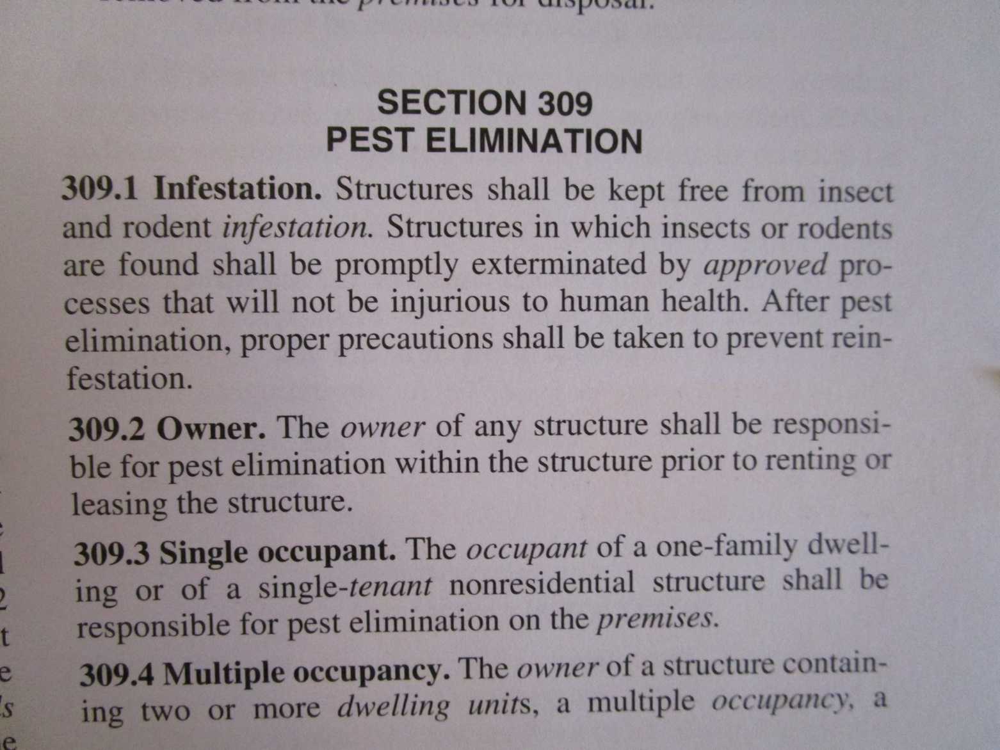 removed from the premises for disposal.
SECTION 309
PEST ELIMINATION
309.1 Infestation. Structures shall be kept free from insect
and rodent infestation. Structures in which insects or rodents
are found shall be promptly exterminated by approved pro-
cesses that will not be injurious to human health. After pest
elimination, proper precautions shall be taken to prevent rein-
festation.
309.2 Owner. The owner of any structure shall be responsi-
ble for pest elimination within the structure prior to renting or
leasing the structure.
309.3 Single occupant. The occupant of a one-family dwell-
ing or of a single-tenant nonresidential structure shall be
responsible for pest elimination on the premises.
309.4 Multiple occupancy. The owner of a structure contain-
ing two or more dwelling units, a multiple occupancy, a